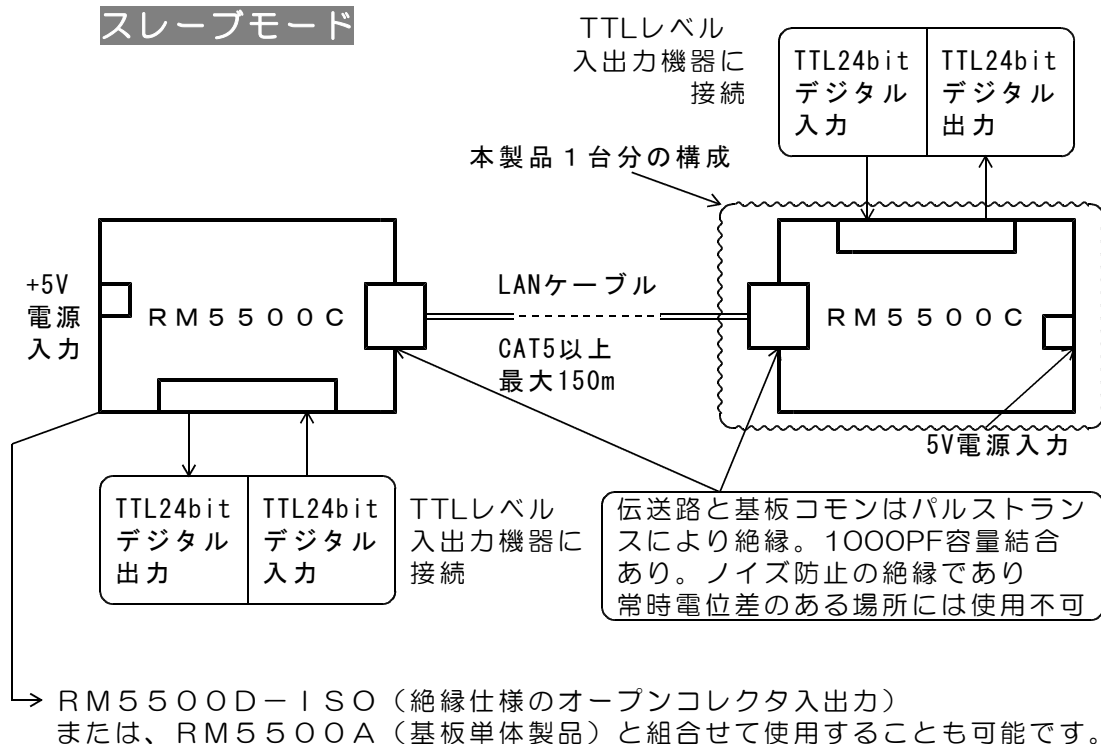 スレーブモード
TTLレベル
入出力機器に
接続
TTL24bit
デジタル
入力
TTL24bit
デジタル
出力
本製品１台分の構成
+5V
電源
入力
ＲＭ５５００Ｃ
LANケーブル
CAT5以上
最大150m
ＲＭ５５００Ｃ
5V電源入力
TTL24bit
デジタル
出力
TTL24bit
デジタル
入力
TTLレベル
入出力機器に
接続
伝送路と基板コモンはパルストラン
スにより絶縁。1000PF容量結合
あり。ノイズ防止の絶縁であり
常時電位差のある場所には使用不可
ＲＭ５５００Ｄ－ＩＳＯ（絶縁仕様のオープンコレクタ入出力）
または、ＲＭ５５００Ａ（基板単体製品）と組合せて使用することも可能です。